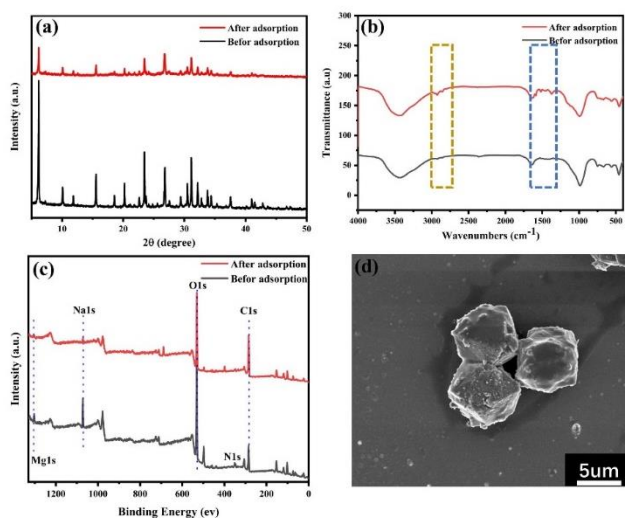 (a)
After adsorption
Befor adsorption
Intensity (a.u.)
10 20 30 40 50
2θ (degree)
(b)
After adsorption
Befor adsorption
Transmittance (a.u)
300
250
200
150
100
50
0
4000 3500 3000 2500 2000 1500 1000 500
Wavenumbers (cm-1)
(c)
After adsorption
Befor adsorption
Na1s
O1s
C1s
Mg1s
N1s
Intensity (a.u.)
1200 1000 800 600 400 200 0
Binding Energy (ev)
(d)
5um